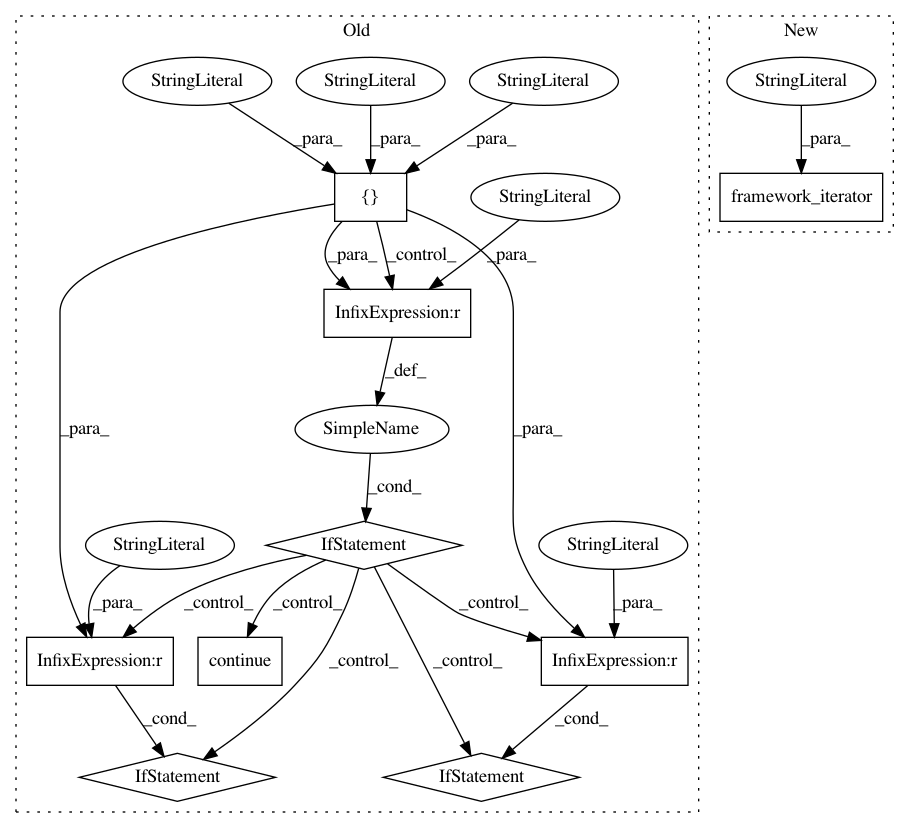 Old
New
StringLiteral
StringLiteral
StringLiteral
StringLiteral
_para_
_para_
_para_
_para_
{}
StringLiteral
framework_iterator
_para_
_control_
_para_
InfixExpression:r
_def_
_para_
SimpleName
_para_
_cond_
StringLiteral
IfStatement
StringLiteral
_para_
_control_
_control_
_control_
_para_
InfixExpression:r
continue
_control_
_control_
InfixExpression:r
_cond_
_cond_
IfStatement
IfStatement